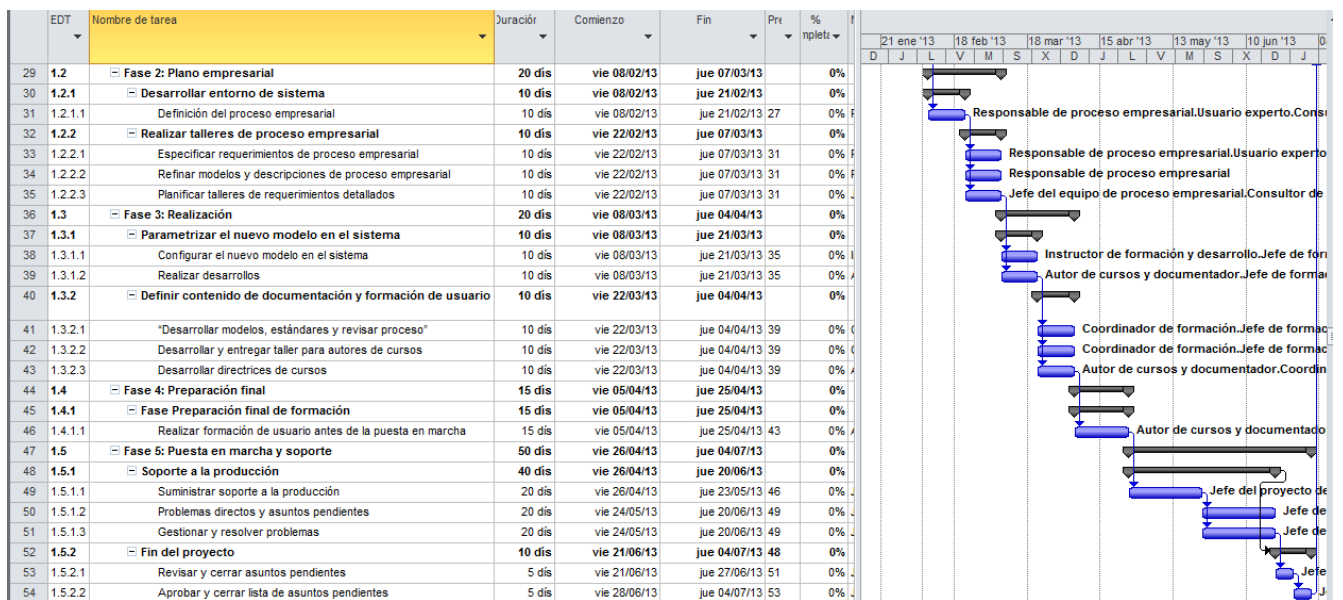 EDT Nombre de tarea Duración Comienzo Fin Pre %
21 ene '13 18 feb '13 18 mar '13 15 abr '13 13 may '13 10 jun '13
D J L V M S X D J L V M S X D J
29 1.2 Fase 2: Plano empresarial 20 dís vie 08/02/13 jue 07/03/13 0%
30 1.2.1 Desarrollar entorno de sistema 10 dís vie 08/02/13 jue 21/02/13 0%
31 1.2.1.1 Definición del proceso empresarial 10 dís vie 08/02/13 jue 21/02/13 27 0% Responsable de proceso empresarial.Usuario experto.Consu
32 1.2.2 Realizar talleres de proceso empresarial 10 dís vie 22/02/13 jue 07/03/13 0%
33 1.2.2.1 Especificar requerimientos de proceso empresarial 10 dís vie 22/02/13 jue 07/03/13 31 0% Responsable de proceso empresarial.Usuario experto
34 1.2.2.2 Refinar modelos y descripciones de proceso empresarial 10 dís vie 22/02/13 jue 07/03/13 31 0% Responsable de proceso empresarial
35 1.2.2.3 Planificar talleres de requerimientos detallados 10 dís vie 22/02/13 jue 07/03/13 31 0% Jefe del equipo de proceso empresarial.Consultor de
36 1.3 Fase 3: Realización 20 dís vie 08/03/13 jue 04/04/13 0%
37 1.3.1 Parametrizar el nuevo modelo en el sistema 10 dís vie 08/03/13 jue 21/03/13 0%
38 1.3.1.1 Configurar el nuevo modelo en el sistema 10 dís vie 08/03/13 jue 21/03/13 35 0% Instructor de formación y desarrollo.Jefe de for
39 1.3.1.2 Realizar desarrollos 10 dís vie 08/03/13 jue 21/03/13 35 0% Autor de cursos y documentador.Jefe de forma
40 1.3.2 Definir contenido de documentación y formación de usuario 10 dís vie 22/03/13 jue 04/04/13 0%
41 1.3.2.1 "Desarrollar modelos, estándares y revisar proceso" 10 dís vie 22/03/13 jue 04/04/13 39 0% Coordinador de formación.Jefe de formac
42 1.3.2.2 Desarrollar y entregar taller para autores de cursos 10 dís vie 22/03/13 jue 04/04/13 39 0% Coordinador de formación.Jefe de formac
43 1.3.2.3 Desarrollar directrices de cursos 10 dís vie 22/03/13 jue 04/04/13 39 0% Autor de cursos y documentador.Coordin
44 1.4 Fase 4: Preparación final 15 dís vie 05/04/13 jue 25/04/13 0%
45 1.4.1 Fase Preparación final de formación 15 dís vie 05/04/13 jue 25/04/13 0%
46 1.4.1.1 Realizar formación de usuario antes de la puesta en marcha 15 dís vie 05/04/13 jue 25/04/13 43 0% Autor de cursos y documentado
47 1.5 Fase 5: Puesta en marcha y soporte 50 dís vie 26/04/13 jue 04/07/13 0%
48 1.5.1 Soporte a la producción 40 dís vie 26/04/13 jue 20/06/13 0%
49 1.5.1.1 Suministrar soporte a la producción 20 dís vie 26/04/13 jue 23/05/13 46 0% Jefe del proyecto de
50 1.5.1.2 Problemas directos y asuntos pendientes 20 dís vie 24/05/13 jue 20/06/13 49 0% Jefe de
51 1.5.1.3 Gestionar y resolver problemas 20 dís vie 24/05/13 jue 20/06/13 49 0% Jefe de
52 1.5.2 Fin del proyecto 10 dís vie 21/06/13 jue 04/07/13 48 0%
53 1.5.2.1 Revisar y cerrar asuntos pendientes 5 dís vie 21/06/13 jue 27/06/13 51 0% Jefe
54 1.5.2.2 Aprobar y cerrar lista de asuntos pendientes 5 dís vie 28/06/13 jue 04/07/13 53 0%